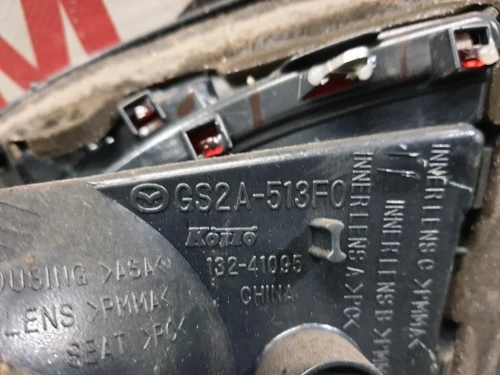 GS2A-513F0
Koito
132-41095
CHINA
HOUSING >ASA<
LENS >PMMA<
SEAT >PC<
INNER LENS A >PC<
INNER LENS B >PM
INNER LENS C >PMMA<